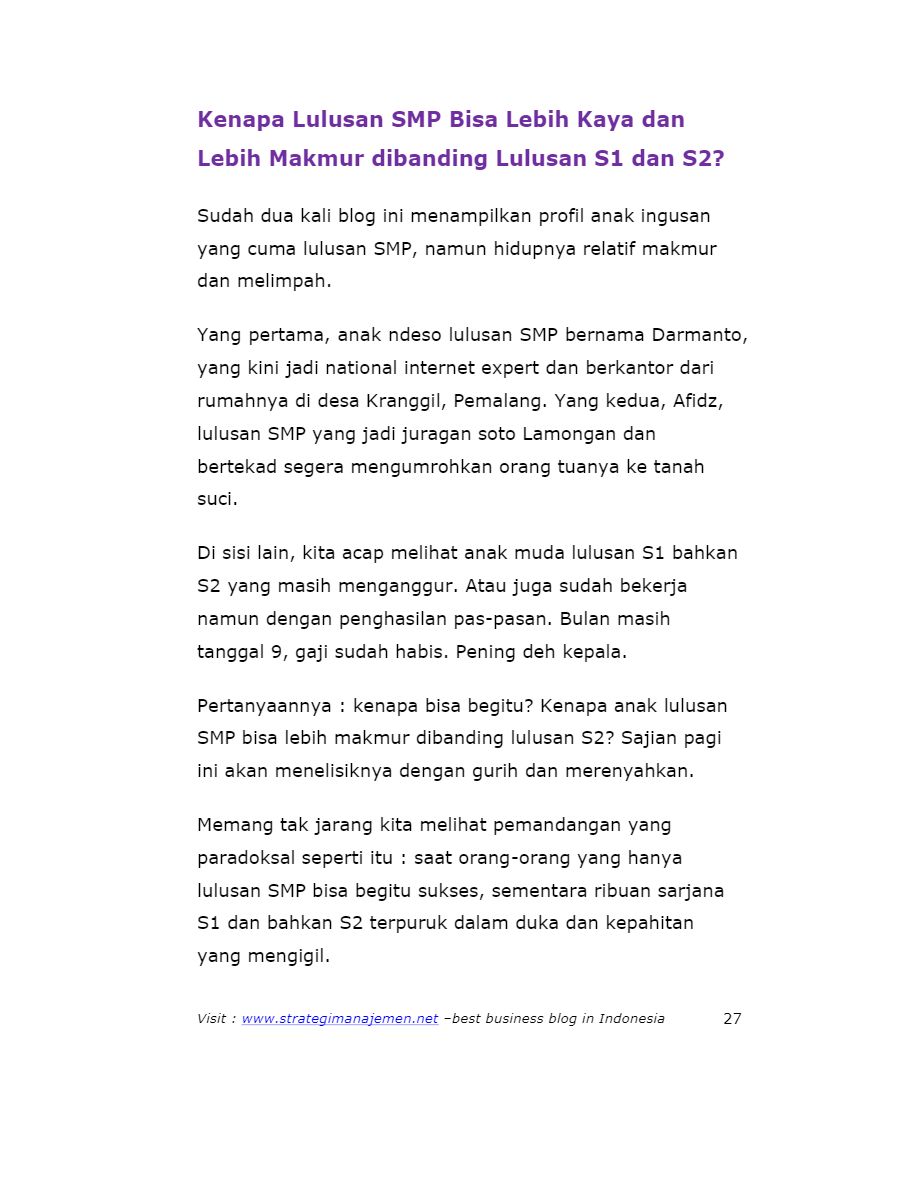 Kenapa Lulusan SMP Bisa Lebih Kaya dan
Lebih Makmur dibanding Lulusan S1 dan S2?
Sudah dua kali blog ini menampilkan profil anak ingusan
yang cuma lulusan SMP, namun hidupnya relatif makmur
dan melimpah.
Yang pertama, anak ndeso lulusan SMP bernama Darmanto,
yang kini jadi national internet expert dan berkantor dari
rumahnya di desa Kranggil, Pemalang. Yang kedua, Afidz,
lulusan SMP yang jadi juragan soto Lamongan dan
bertekad segera mengumrohkan orang tuanya ke tanah
suci.
Di sisi lain, kita acap melihat anak muda lulusan S1 bahkan
S2 yang masih menganggur. Atau juga sudah bekerja
namun dengan penghasilan pas-pasan. Bulan masih
tanggal 9, gaji sudah habis. Pening deh kepala.
Pertanyaannya : kenapa bisa begitu? Kenapa anak lulusan
SMP bisa lebih makmur dibanding lulusan S2? Sajian pagi
ini akan menelisiknya dengan gurih dan merenyahkan.
Memang tak jarang kita melihat pemandangan yang
paradoksal seperti itu : saat orang-orang yang hanya
lulusan SMP bisa begitu sukses, sementara ribuan sarjana
S1 dan bahkan S2 terpuruk dalam duka dan kepahitan
yang mengigil.
Visit : www.strategimanajemen.net –best business blog in Indonesia 27